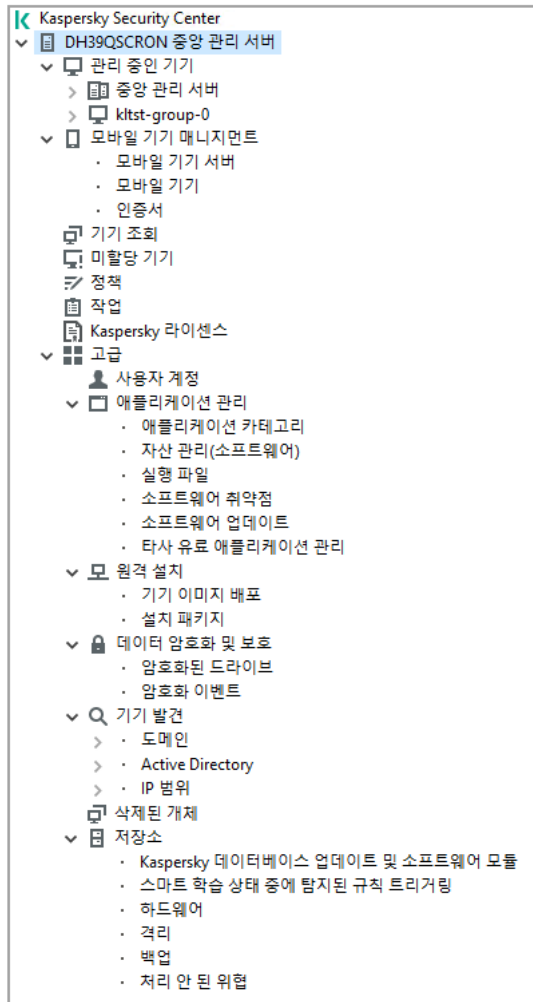 Kaspersky Security Center
DH39QSCRON 중앙 관리 서버
관리 중인 기기
중앙 관리 서버
kltst-group-0
모바일 기기 매니지먼트
모바일 기기 서버
모바일 기기
인증서
기기 조회
미할당 기기
정책
작업
Kaspersky 라이센스
고급
사용자 계정
애플리케이션 관리
애플리케이션 카테고리
자산 관리(소프트웨어)
실행 파일
소프트웨어 취약점
소프트웨어 업데이트
타사 유료 애플리케이션 관리
원격 설치
기기 이미지 배포
설치 패키지
데이터 암호화 및 보호
암호화된 드라이브
암호화 이벤트
기기 발견
도메인
Active Directory
IP 범위
삭제된 개체
저장소
Kaspersky 데이터베이스 업데이트 및 소프트웨어 모듈
스마트 학습 상태 중에 탐지된 규칙 트리거링
하드웨어
격리
백업
처리 안 된 위협